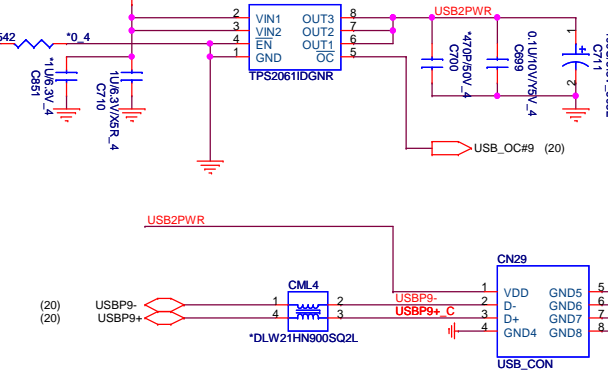 USB2PWR
542
*0_4
2 VIN1 OUT3 8
3 VIN2 OUT2 7
4 EN OUT1 6
1 GND OC 5
TPS2061IDGNR
*1U/6.3V_4
C851
1U/6.3V/X5R_4
C710
*470P/50V_4
C700
0.1U/10V/Y5V_4
C699
1
+
2
C711
USB_OC#9 (20)
USB2PWR
CN29
1 VDD GND5 5
2 D- GND6 6
3 D+ GND7 7
4 GND4 GND8 8
USB_CON
CML4
(20) USBP9- 1 2 USBP9-
(20) USBP9+ 4 3 USBP9+_C
*DLW21HN900SQ2L